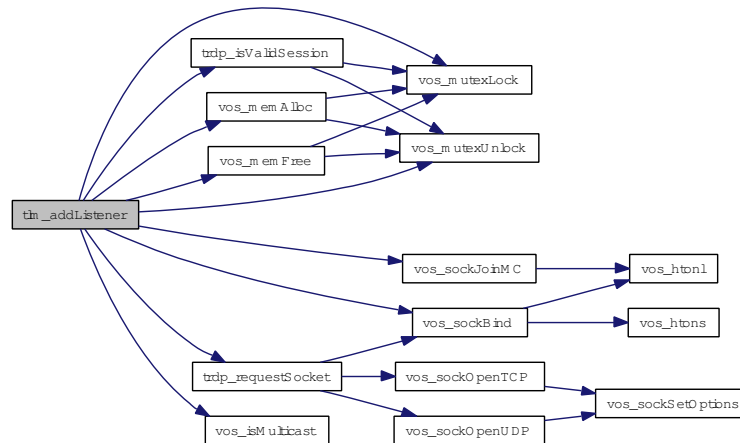 trdp_isValidSession
vos_mutexLock
vos_memAlloc
vos_mutexUnlock
vos_memFree
tlm_addListener
vos_sockJoinMC
vos_htonl
vos_sockBind
vos_htons
trdp_requestSocket
vos_sockOpenTCP
vos_sockSetOptions
vos_isMulticast
vos_sockOpenUDP